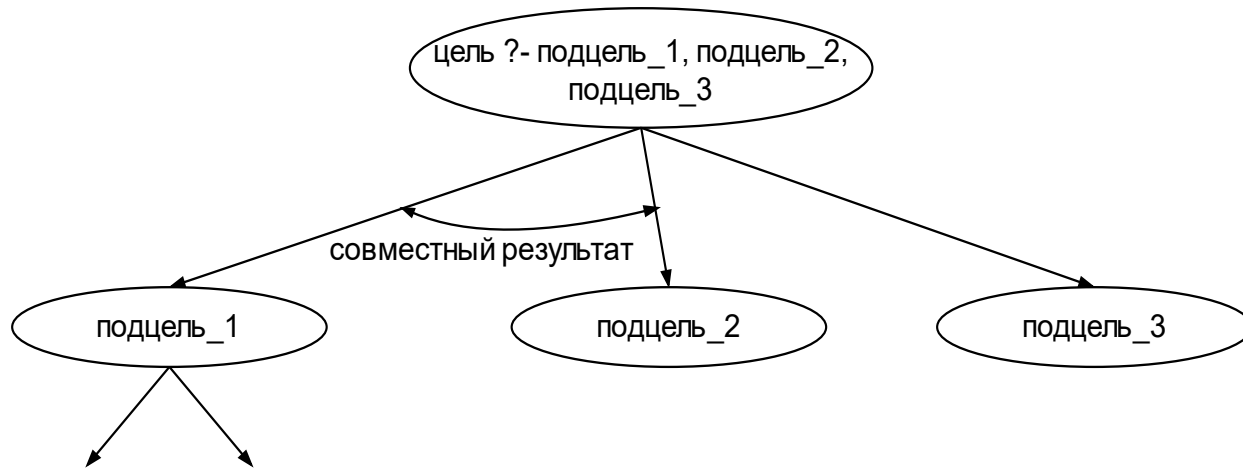 цель ?- подцель_1, подцель_2,
подцель_3
совместный результат
подцель_1
подцель_2
подцель_3